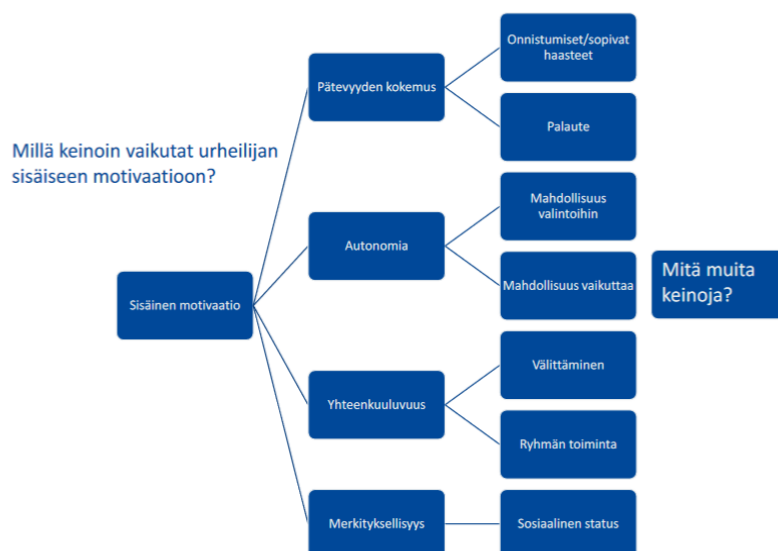 Millä keinoin vaikutat urheilijan
sisäiseen motivaatioon?
Sisäinen motivaatio
Pätevyyden kokemus
Onnistumiset/sopivat
haasteet
Palaute
Autonomia
Mahdollisuus
valintoihin
Mahdollisuus vaikuttaa
Mitä muita
keinoja?
Yhteenkuuluvuus
Välittäminen
Ryhmän toiminta
Merkityksellisyys
Sosiaalinen status